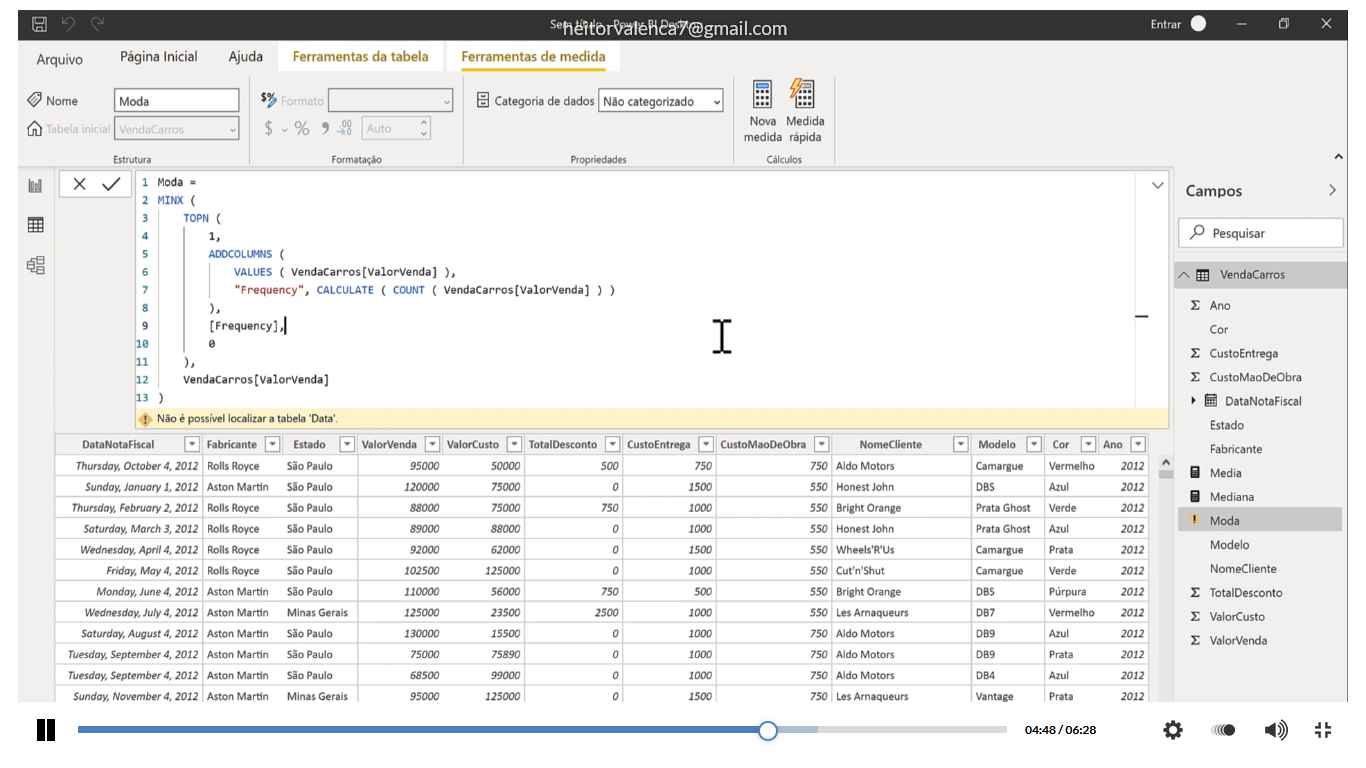 Sem título - Power BI Desktop
heitorvalenca7@gmail.com
Entrar
Arquivo Página Inicial Ajuda Ferramentas da tabela Ferramentas de medida
Nome Moda $% Formato Categoria de dados Não categorizado
Tabela inicial VendaCarros $ % 9 .00 Auto
Nova medida Medida rápida
Estrutura Formatação Propriedades Cálculos
1 Moda =
2 MINX (
3 TOPN (
4 1,
5 ADDCOLUMNS (
6 VALUES ( VendaCarros[ValorVenda] ),
7 "Frequency", CALCULATE ( COUNT ( VendaCarros[ValorVenda] ) )
8 ),
9 [Frequency],
10 0
11 ),
12 VendaCarros[ValorVenda]
13 )
Não é possível localizar a tabela 'Data'.
DataNotaFiscal Fabricante Estado ValorVenda ValorCusto TotalDesconto CustoEntrega CustoMaoDeObra NomeCliente Modelo Cor Ano
Thursday, October 4, 2012 Rolls Royce São Paulo 95000 50000 500 750 750 Aldo Motors Camargue Vermelho 2012
Sunday, January 1, 2012 Aston Martin São Paulo 120000 75000 0 1500 550 Honest John DBS Azul 2012
Thursday, February 2, 2012 Rolls Royce São Paulo 88000 75000 750 1000 550 Bright Orange Prata Ghost Verde 2012
Saturday, March 3, 2012 Rolls Royce São Paulo 89000 88000 0 1000 550 Honest John Prata Ghost Azul 2012
Wednesday, April 4, 2012 Rolls Royce São Paulo 92000 62000 0 1500 550 Wheels'R'Us Camargue Prata 2012
Friday, May 4, 2012 Rolls Royce São Paulo 102500 125000 0 1000 550 Cut'n'Shut Camargue Verde 2012
Monday, June 4, 2012 Aston Martin São Paulo 110000 56000 750 500 550 Bright Orange DBS Púrpura 2012
Wednesday, July 4, 2012 Aston Martin Minas Gerais 125000 23500 2500 1000 550 Les Arnaqueurs DB7 Vermelho 2012
Saturday, August 4, 2012 Aston Martin São Paulo 130000 15500 0 1000 750 Aldo Motors DB9 Azul 2012
Tuesday, September 4, 2012 Aston Martin São Paulo 75000 75890 0 1000 750 Aldo Motors DB9 Prata 2012
Tuesday, September 4, 2012 Aston Martin São Paulo 68500 99000 0 1000 750 Aldo Motors DB4 Azul 2012
Sunday, November 4, 2012 Aston Martin Minas Gerais 95000 125000 0 1500 750 Les Arnaqueurs Vantage Prata 2012
Campos
Pesquisar
VendaCarros
Σ Ano
Cor
Σ CustoEntrega
Σ CustoMaoDeObra
DataNotaFiscal
Estado
Fabricante
Media
Mediana
Moda
Modelo
NomeCliente
Σ TotalDesconto
Σ ValorCusto
Σ ValorVenda
04:48 / 06:28